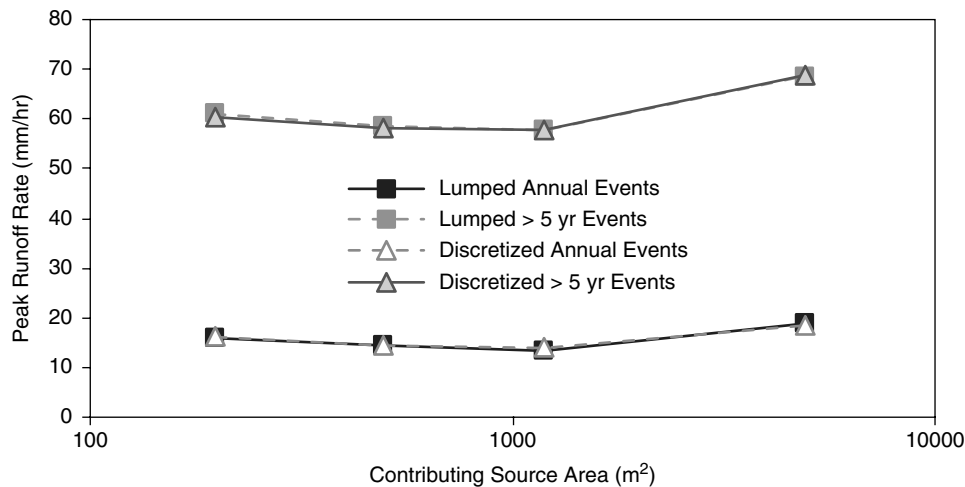 80
70
60
50
40
30
20
10
0
Peak Runoff Rate (mm/hr)
Lumped Annual Events
Lumped > 5 yr Events
Discretized Annual Events
Discretized > 5 yr Events
100
1000
10000
Contributing Source Area (m²)